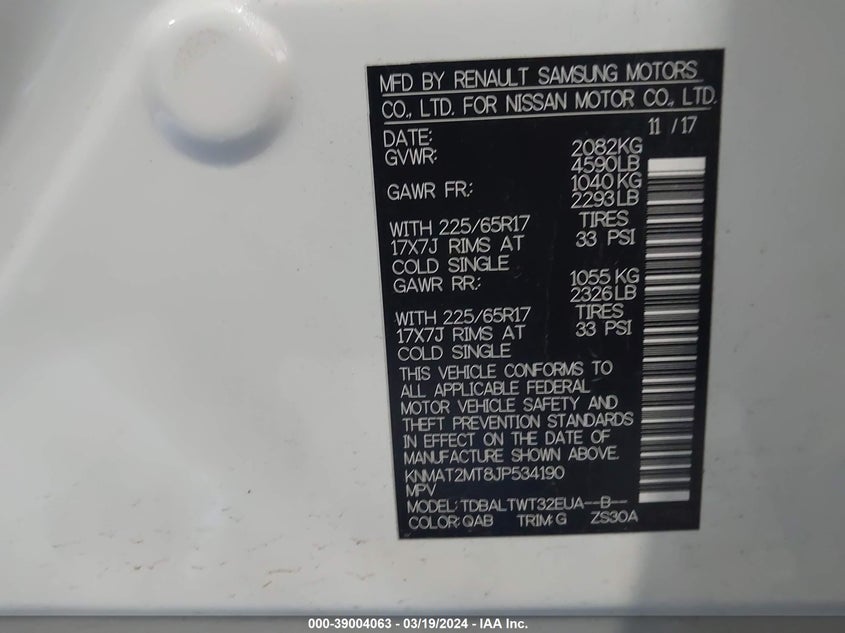 MFD BY RENAULT SAMSUNG MOTORS
CO., LTD. FOR NISSAN MOTOR CO., LTD.
DATE: 11 / 17
GVWR: 2082KG
4590LB
GAWR FR: 1040 KG
2293 LB
WITH 225/65R17 TIRES
17X7J RIMS AT 33 PSI
COLD SINGLE
GAWR RR: 1055 KG
2326 LB
WITH 225/65R17 TIRES
17X7J RIMS AT 33 PSI
COLD SINGLE
THIS VEHICLE CONFORMS TO
ALL APPLICABLE FEDERAL
MOTOR VEHICLE SAFETY AND
THEFT PREVENTION STANDARDS
IN EFFECT ON THE DATE OF
MANUFACTURE SHOWN ABOVE.
KNMAT2MT8JP534190
MPV
MODEL: TDBALTWT32EUA--B--
COLOR: QAB TRIM: G ZS30A
000-39004063 - 03/19/2024 - IAA Inc.